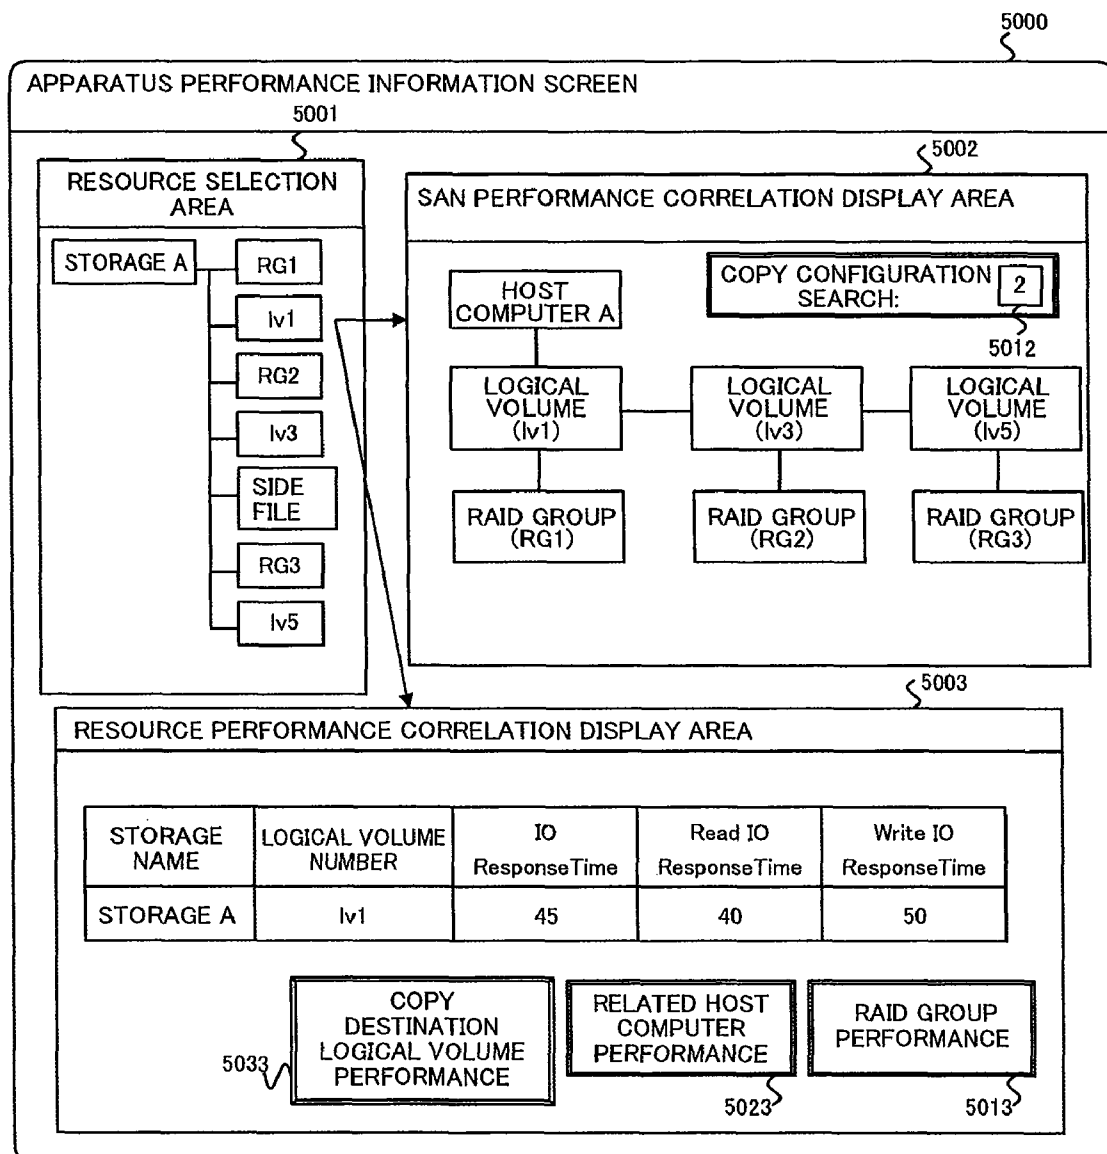 5000
APPARATUS PERFORMANCE INFORMATION SCREEN
5001
RESOURCE SELECTION
AREA
STORAGE A
RG1
lv1
RG2
lv3
SIDE
FILE
RG3
lv5
5002
SAN PERFORMANCE CORRELATION DISPLAY AREA
COPY CONFIGURATION
SEARCH:
2
5012
HOST
COMPUTER A
LOGICAL
VOLUME
(lv1)
LOGICAL
VOLUME
(lv3)
LOGICAL
VOLUME
(lv5)
RAID GROUP
(RG1)
RAID GROUP
(RG2)
RAID GROUP
(RG3)
5003
RESOURCE PERFORMANCE CORRELATION DISPLAY AREA
STORAGE
NAME
LOGICAL VOLUME
NUMBER
IO
ResponseTime
Read IO
ResponseTime
Write IO
ResponseTime
STORAGE A
lv1
45
40
50
COPY
DESTINATION
LOGICAL VOLUME
PERFORMANCE
5033
RELATED HOST
COMPUTER
PERFORMANCE
5023
RAID GROUP
PERFORMANCE
5013